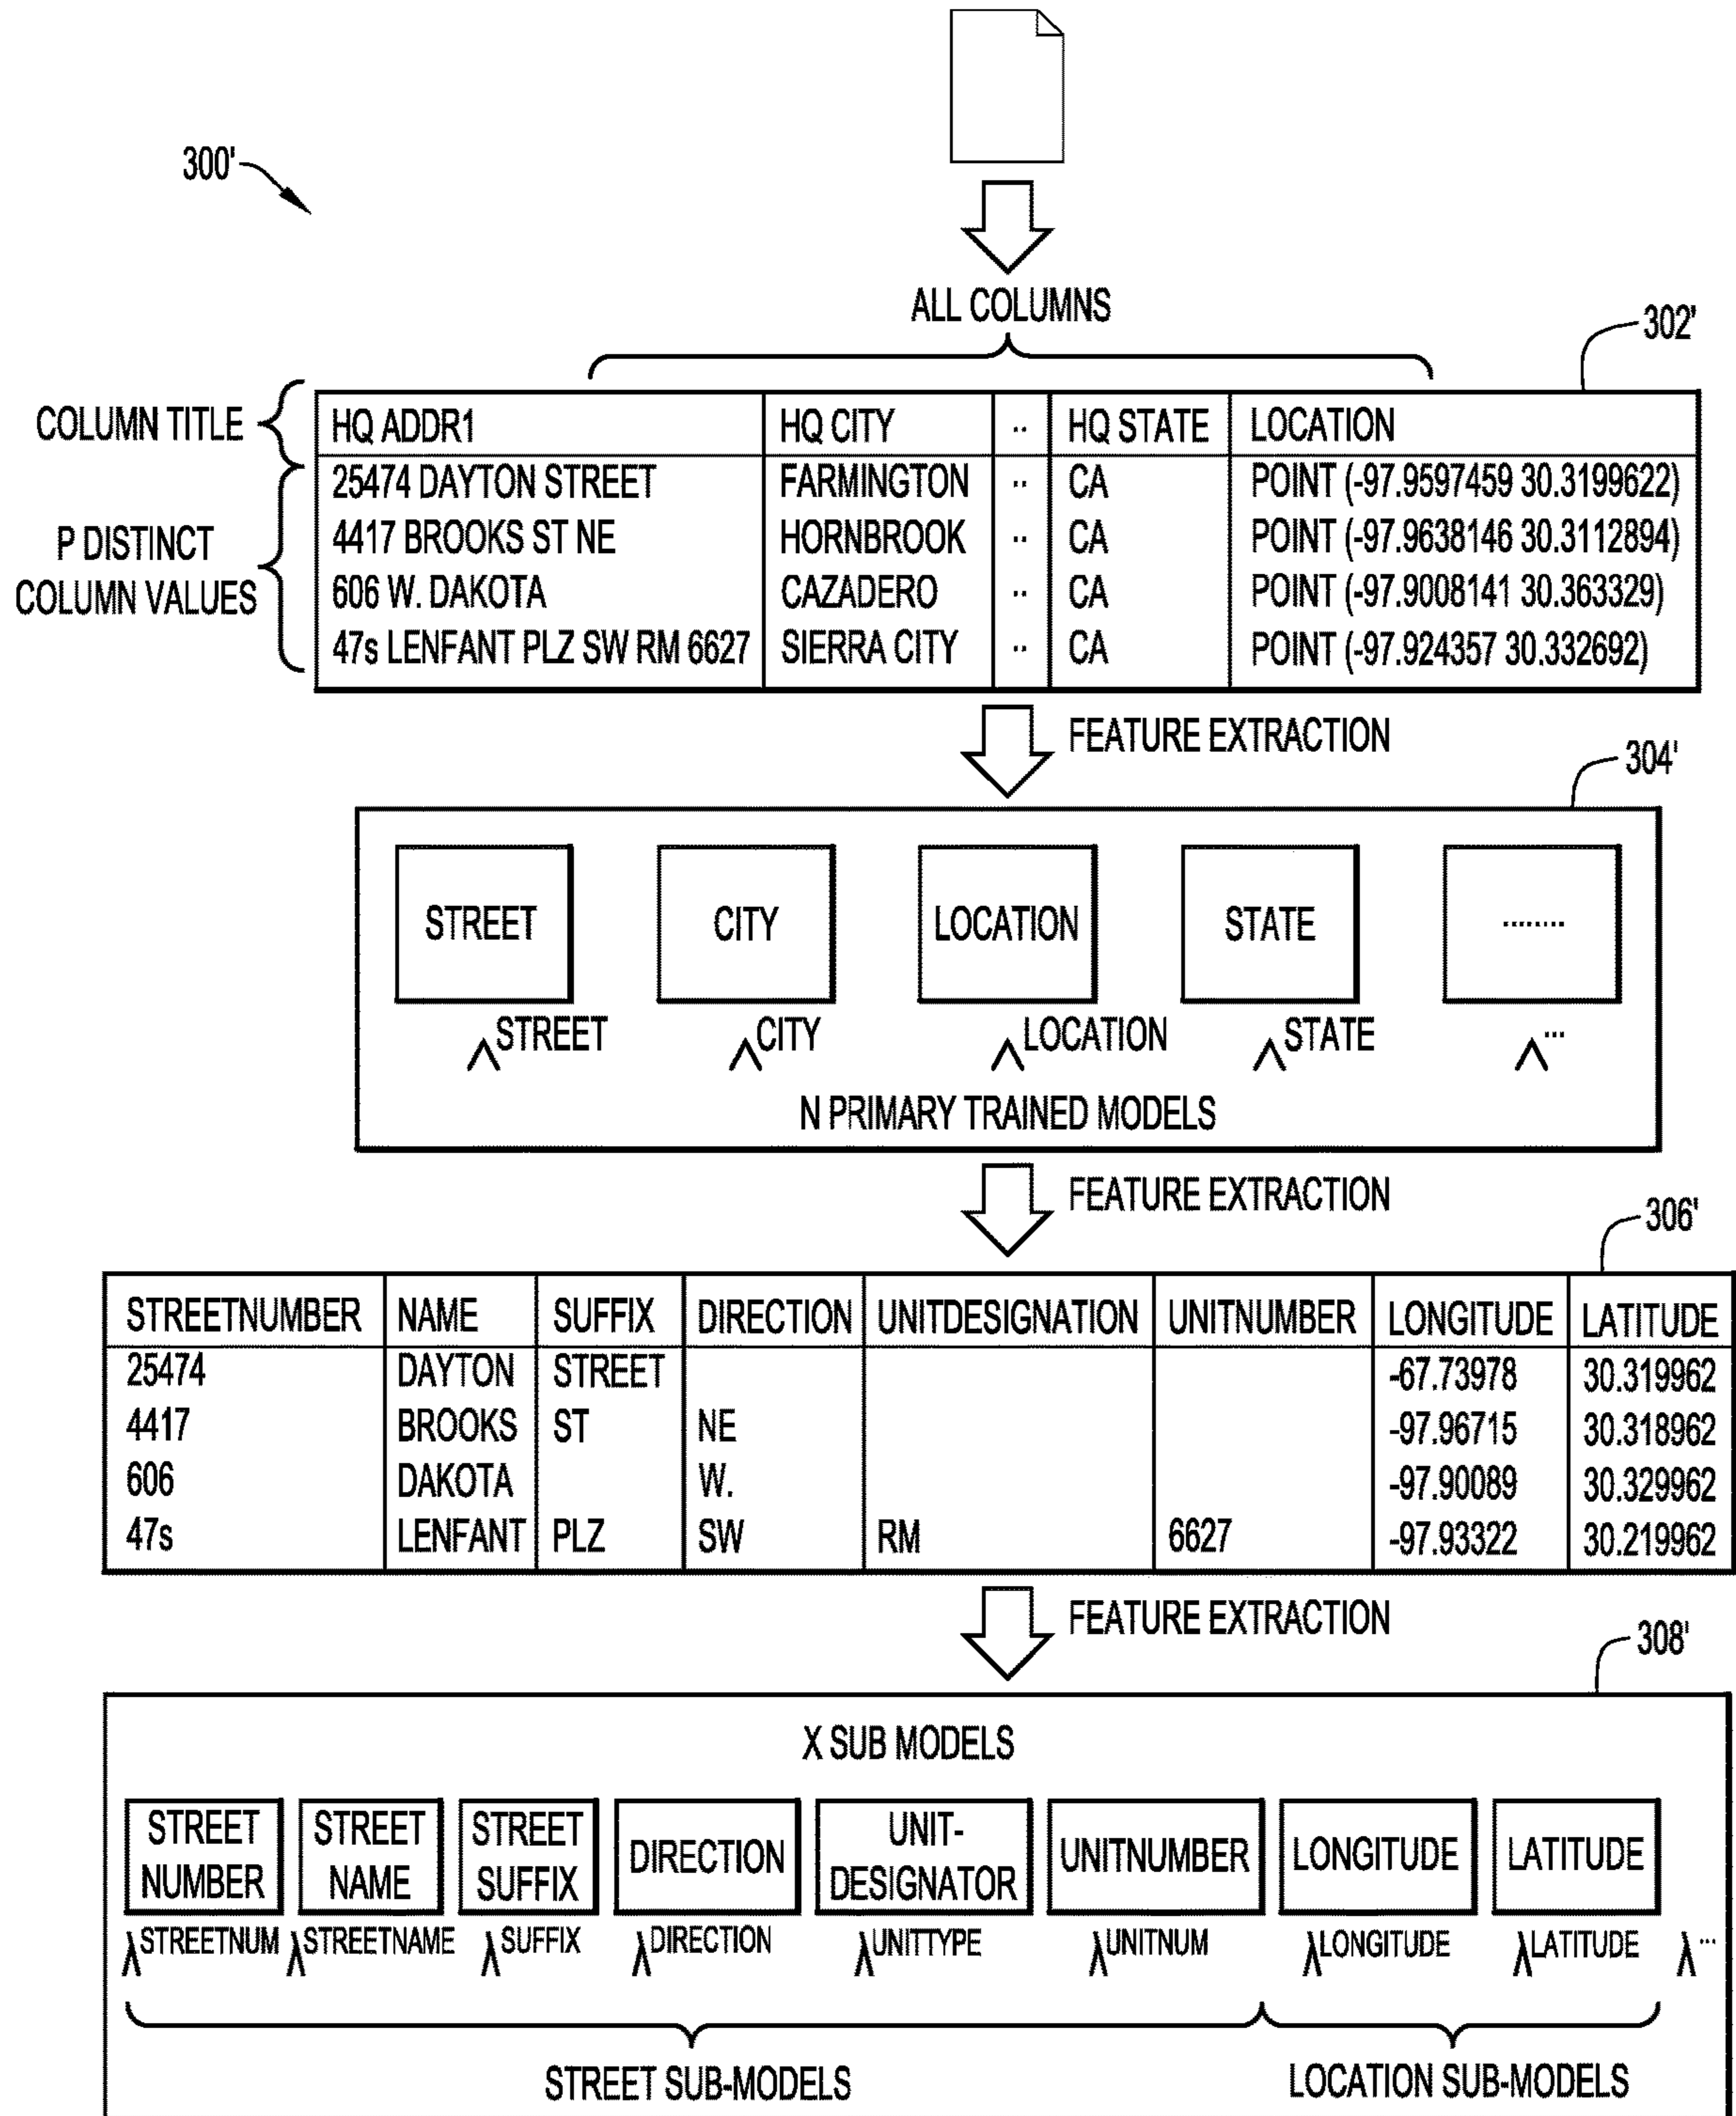 300'
ALL COLUMNS
302'
COLUMN TITLE
P DISTINCT
COLUMN VALUES
HQ ADDR1 HQ CITY .. HQ STATE LOCATION
25474 DAYTON STREET FARMINGTON .. CA POINT (-97.9597459 30.3199622)
4417 BROOKS ST NE HORNBROOK .. CA POINT (-97.9638146 30.3112894)
606 W. DAKOTA CAZADERO .. CA POINT (-97.9008141 30.363329)
47s LENFANT PLZ SW RM 6627 SIERRA CITY .. CA POINT (-97.924357 30.332692)
FEATURE EXTRACTION
304'
STREET CITY LOCATION STATE ........
∧STREET ∧CITY ∧LOCATION ∧STATE ∧...
N PRIMARY TRAINED MODELS
FEATURE EXTRACTION
306'
STREETNUMBER NAME SUFFIX DIRECTION UNITDESIGNATION UNITNUMBER LONGITUDE LATITUDE
25474 DAYTON STREET -67.73978 30.319962
4417 BROOKS ST NE -97.96715 30.318962
606 DAKOTA W. -97.90089 30.329962
47s LENFANT PLZ SW RM 6627 -97.93322 30.219962
FEATURE EXTRACTION
308'
X SUB MODELS
STREET NUMBER STREET NAME STREET SUFFIX DIRECTION UNIT-DESIGNATOR UNITNUMBER LONGITUDE LATITUDE
λSTREETNUM λSTREETNAME λSUFFIX λDIRECTION λUNITTYPE λUNITNUM λLONGITUDE λLATITUDE λ...
STREET SUB-MODELS LOCATION SUB-MODELS